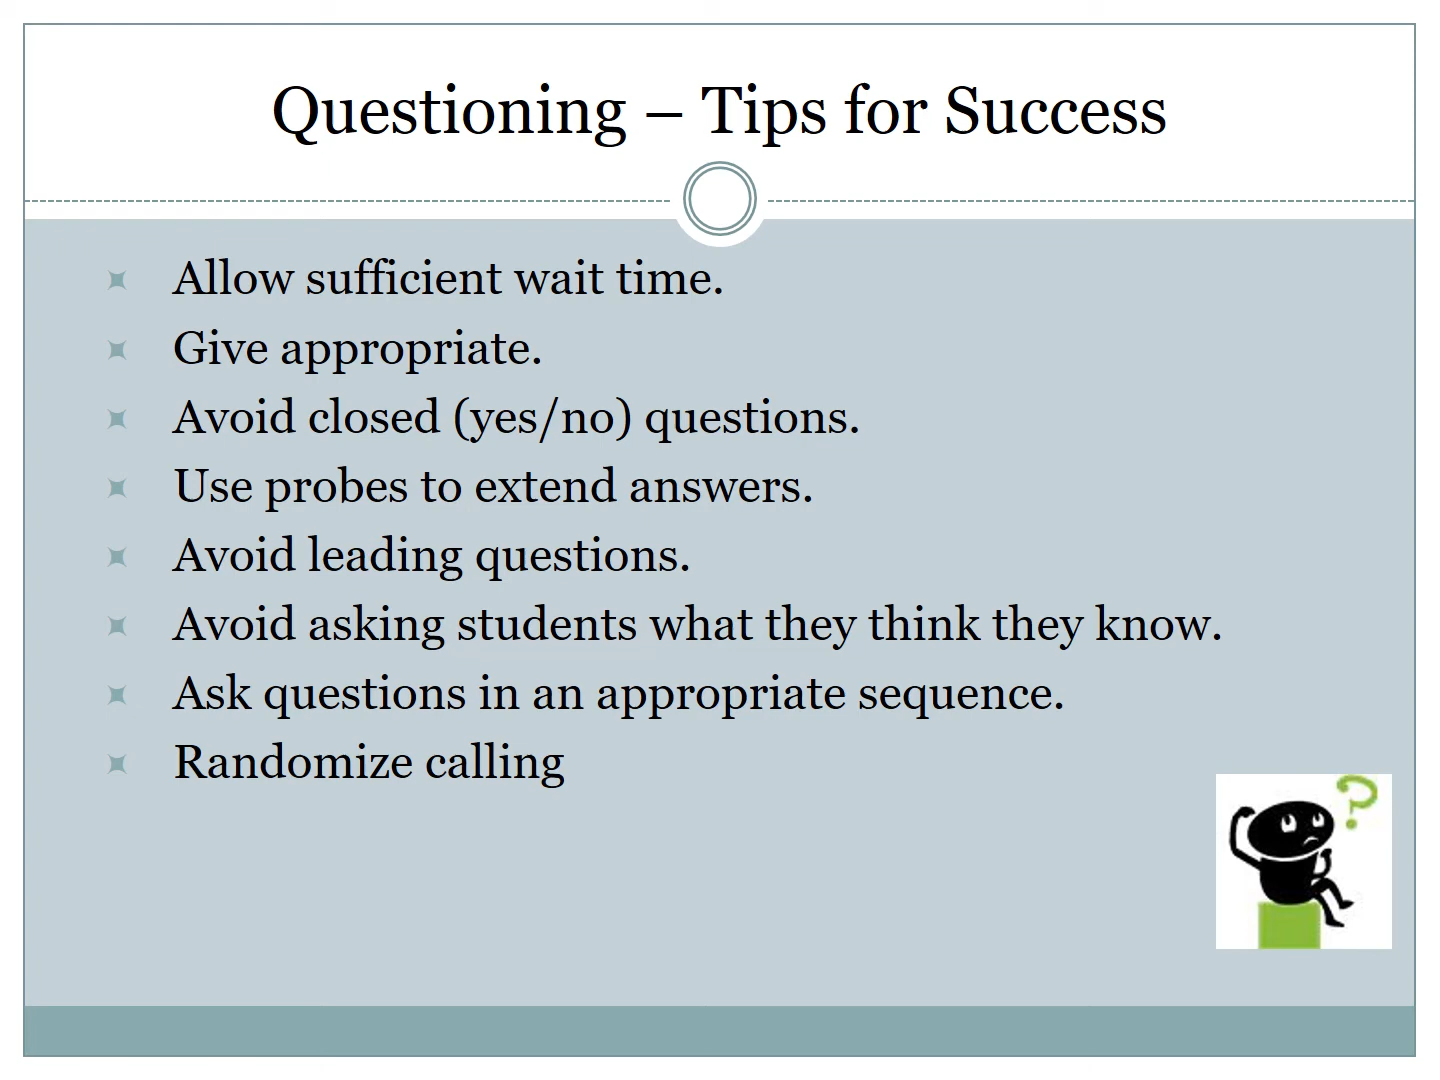 Questioning – Tips for Success
Allow sufficient wait time.
Give appropriate.
Avoid closed (yes/no) questions.
Use probes to extend answers.
Avoid leading questions.
Avoid asking students what they think they know.
Ask questions in an appropriate sequence.
Randomize calling
?